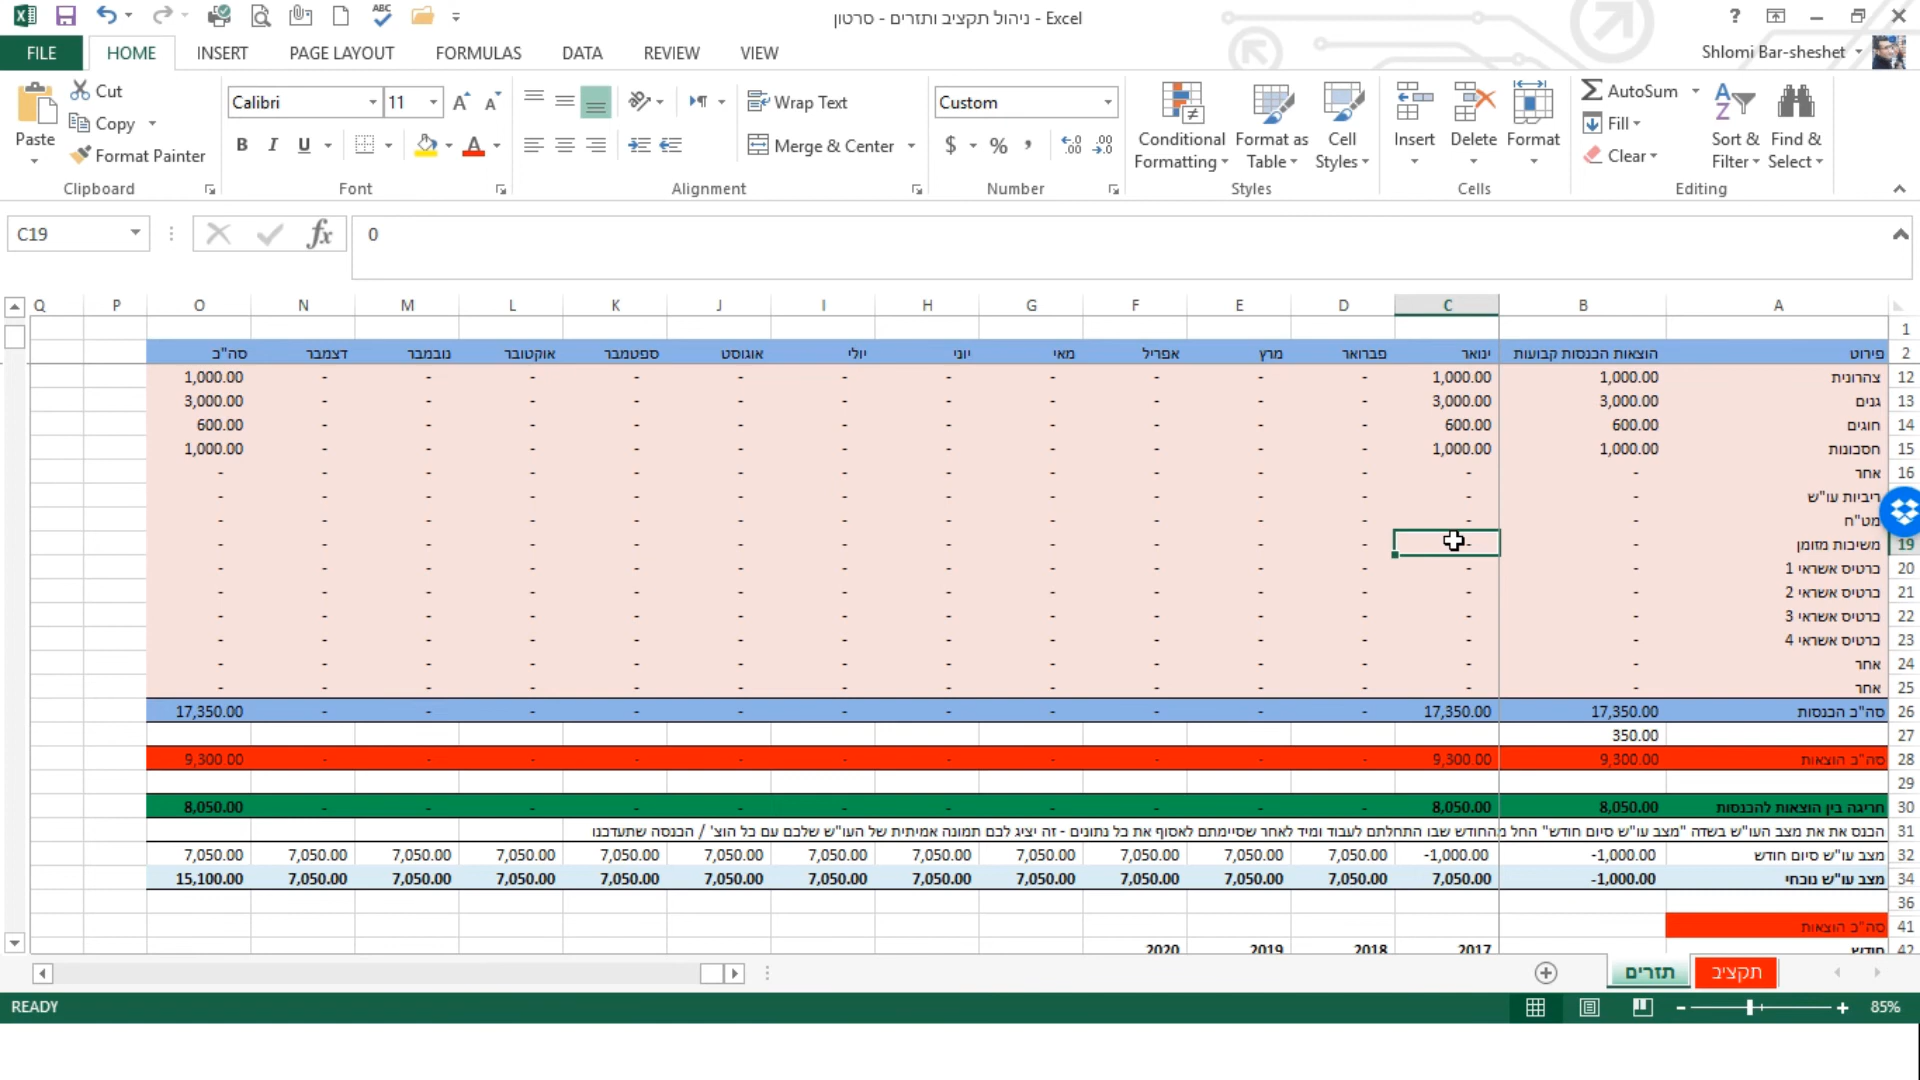 ניהול תקציב ותזרים - סרטון - Excel
?
FILE HOME INSERT PAGE LAYOUT FORMULAS DATA REVIEW VIEW Shlomi Bar-sheshet
Cut
Copy
Format Painter
Paste
Clipboard
Calibri 11
B I U
Font
Wrap Text
Merge & Center
Alignment
Custom
$ % ,
Number
Conditional Formatting
Format as Table
Cell Styles
Styles
Insert Delete Format
Cells
AutoSum
Fill
Clear
Sort & Filter
Find & Select
Editing
C19 fx 0
A B C D E F G H I J K L M N O P Q
1
2 פירוט הוצאות הכנסות קבועות ינואר פברואר מרץ אפריל מאי יוני יולי אוגוסט ספטמבר אוקטובר נובמבר דצמבר סה"כ
12 צהרונית 1,000.00 1,000.00 - - - - - - - - - - - 1,000.00
13 גנים 3,000.00 3,000.00 - - - - - - - - - - - 3,000.00
14 חוגים 600.00 600.00 - - - - - - - - - - - 600.00
15 חסכונות 1,000.00 1,000.00 - - - - - - - - - - - 1,000.00
16 אחר - - - - - - - - - - - - - -
ריביות עו"ש - - - - - - - - - - - - - -
מט"ח - - - - - - - - - - - - - -
19 משיכות מזומן - - - - - - - - - - - - - -
20 כרטיס אשראי 1 - - - - - - - - - - - - - -
21 כרטיס אשראי 2 - - - - - - - - - - - - - -
22 כרטיס אשראי 3 - - - - - - - - - - - - - -
23 כרטיס אשראי 4 - - - - - - - - - - - - - -
24 אחר - - - - - - - - - - - - - -
25 אחר - - - - - - - - - - - - - -
26 סה"כ הכנסות 17,350.00 17,350.00 - - - - - - - - - - - 17,350.00
27 350.00
28 סה"כ הוצאות 9,300.00 9,300.00 - - - - - - - - - - - 9,300.00
29
30 חריגה בין הוצאות להכנסות 8,050.00 8,050.00 - - - - - - - - - - - 8,050.00
31 הכנס את את מצב העו"ש בשדה "מצב עו"ש סיום חודש" החל מהחודש שבו התחלתם לעבוד ומיד לאחר שסיימתם לאסוף את כל נתונים - זה יציג לכם תמונה אמיתית של העו"ש שלכם עם כל הוצ' / הכנסה שתעדכנו
32 מצב עו"ש סיום חודש -1,000.00 -1,000.00 7,050.00 7,050.00 7,050.00 7,050.00 7,050.00 7,050.00 7,050.00 7,050.00 7,050.00 7,050.00 7,050.00 7,050.00
34 מצב עו"ש נוכחי -1,000.00 7,050.00 7,050.00 7,050.00 7,050.00 7,050.00 7,050.00 7,050.00 7,050.00 7,050.00 7,050.00 7,050.00 7,050.00 15,100.00
36
41 סה"כ הוצאות
42 חודש 2017 2018 2019 2020
תקציב תזרים
READY 85%